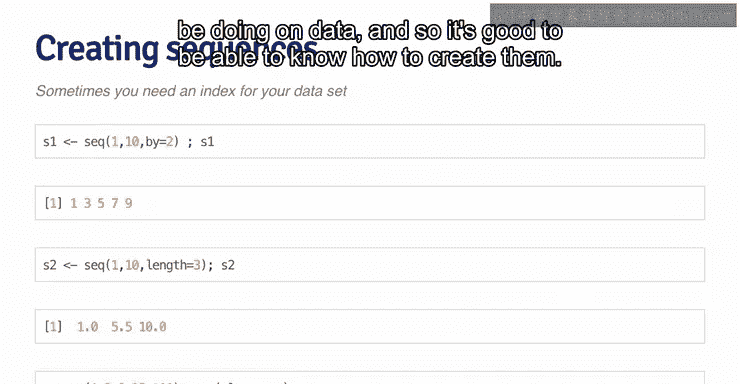 be doing on data, and so it's good to
be able to know how to create them.
Creating sequences
Sometimes you need an index for your data set
s1 <- seq(1,10,by=2) ; s1
[1] 1 3 5 7 9
s2 <- seq(1,10,length=3); s2
[1]  1.0  5.5 10.0